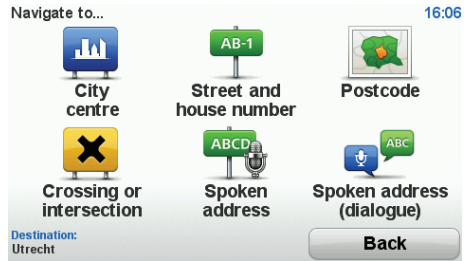 Navigate to...
16:06
AB-1
City
centre
Street and
house number
Postcode
ABCD
ABC
Crossing or
intersection
Spoken
address
Spoken address
(dialogue)
Destination:
Utrecht
Back